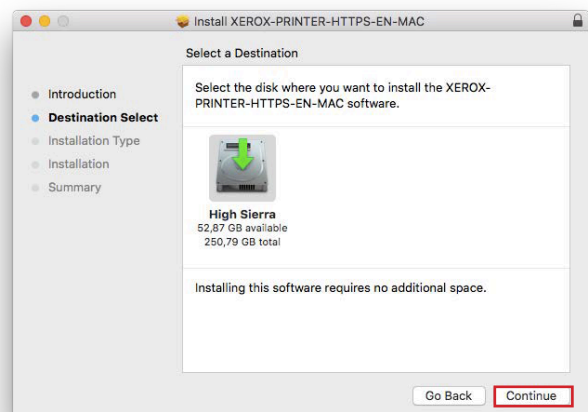 Install XEROX-PRINTER-HTTPS-EN-MAC
Select a Destination
Introduction
Destination Select
Installation Type
Installation
Summary
Select the disk where you want to install the XEROX-
PRINTER-HTTPS-EN-MAC software.
High Sierra
52,87 GB available
250,79 GB total
Installing this software requires no additional space.
Go Back
Continue